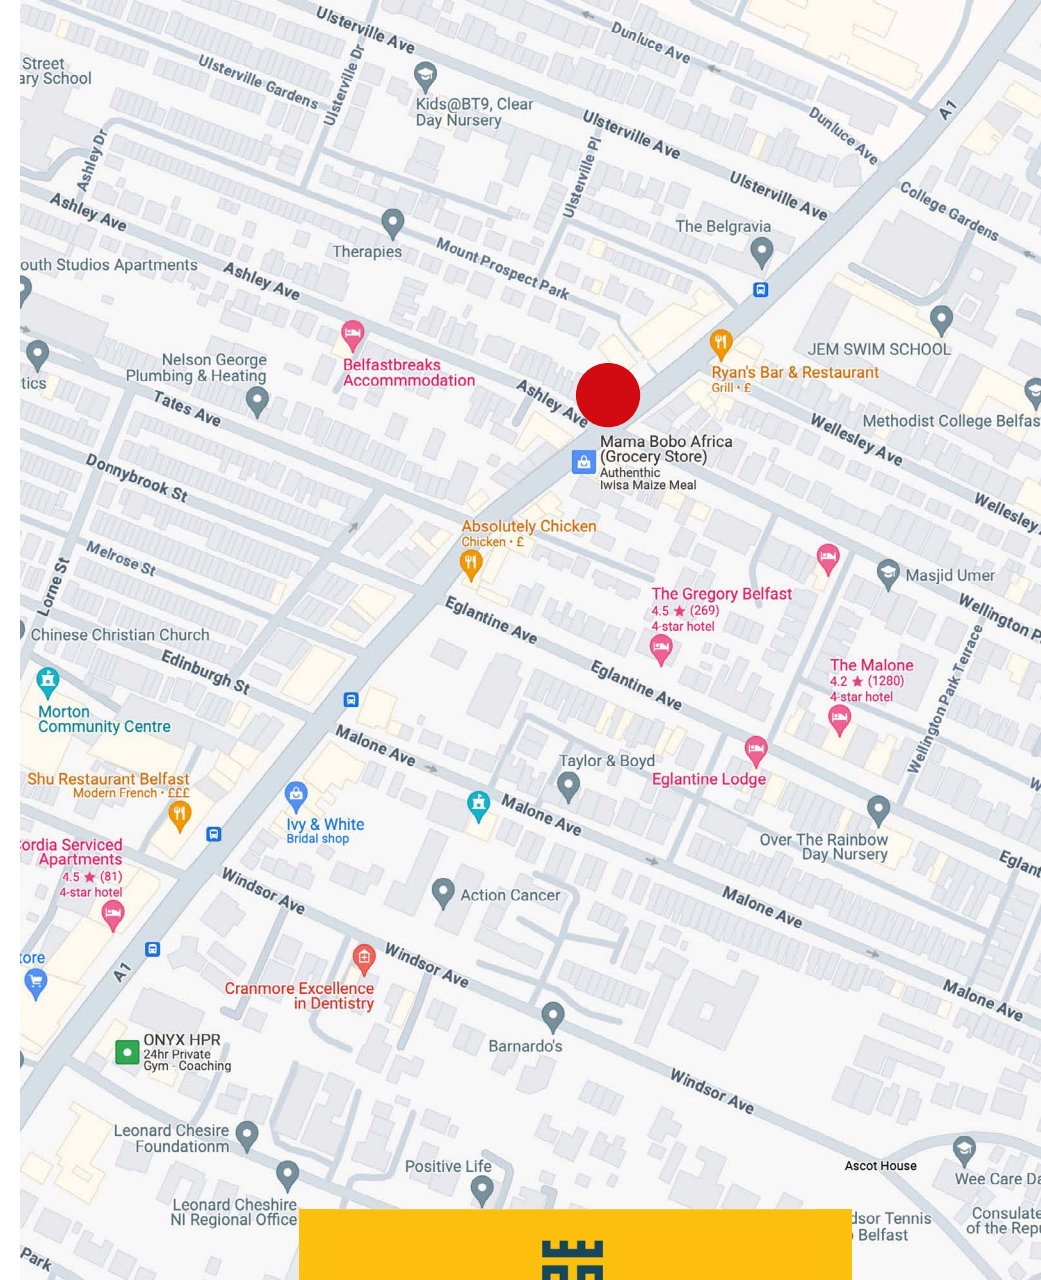 Ulsterville Ave
Dunluce Ave
Street
ary School
Ulsterville Gardens
Ulsterville Dr
Kids@BT9, Clear
Day Nursery
A1
Dunluce Ave
Ulsterville Ave
Ashley Dr
Ulsterville Pl
Ulsterville Ave
College Gardens
Ashley Ave
The Belgravia
Therapies
Mount Prospect Park
outh Studios Apartments
Ashley Ave
JEM SWIM SCHOOL
Nelson George
Plumbing & Heating
Belfastbreaks
Accommmodation
Ryan's Bar & Restaurant
Grill · £
tics
Tates Ave
Ashley Ave
Methodist College Belfas
Wellesley Ave
Mama Bobo Africa
(Grocery Store)
Authenthic
Iwisa Maize Meal
Donnybrook St
Wellesley
Absolutely Chicken
Chicken · £
Melrose St
Lorne St
Masjid Umer
The Gregory Belfast
4.5 ★ (269)
4-star hotel
Eglantine Ave
Wellington P
Chinese Christian Church
Edinburgh St
Eglantine Ave
The Malone
4.2 ★ (1280)
4-star hotel
Wellington Park Terrace
Morton
Community Centre
Malone Ave
Taylor & Boyd
Eglantine Lodge
Shu Restaurant Belfast
Modern French · £££
Ivy & White
Bridal shop
Malone Ave
Over The Rainbow
Day Nursery
W
Eglant
ordia Serviced
Apartments
4.5 ★ (81)
4-star hotel
Windsor Ave
Action Cancer
Malone Ave
tore
A1
Windsor Ave
Cranmore Excellence
in Dentistry
Malone Ave
ONYX HPR
24hr Private
Gym - Coaching
Barnardo's
Windsor Ave
Leonard Chesire
Foundationm
Positive Life
Ascot House
Wee Care Da
Leonard Cheshire
NI Regional Office
dsor Tennis
Belfast
Consulate
of the Repu
Park